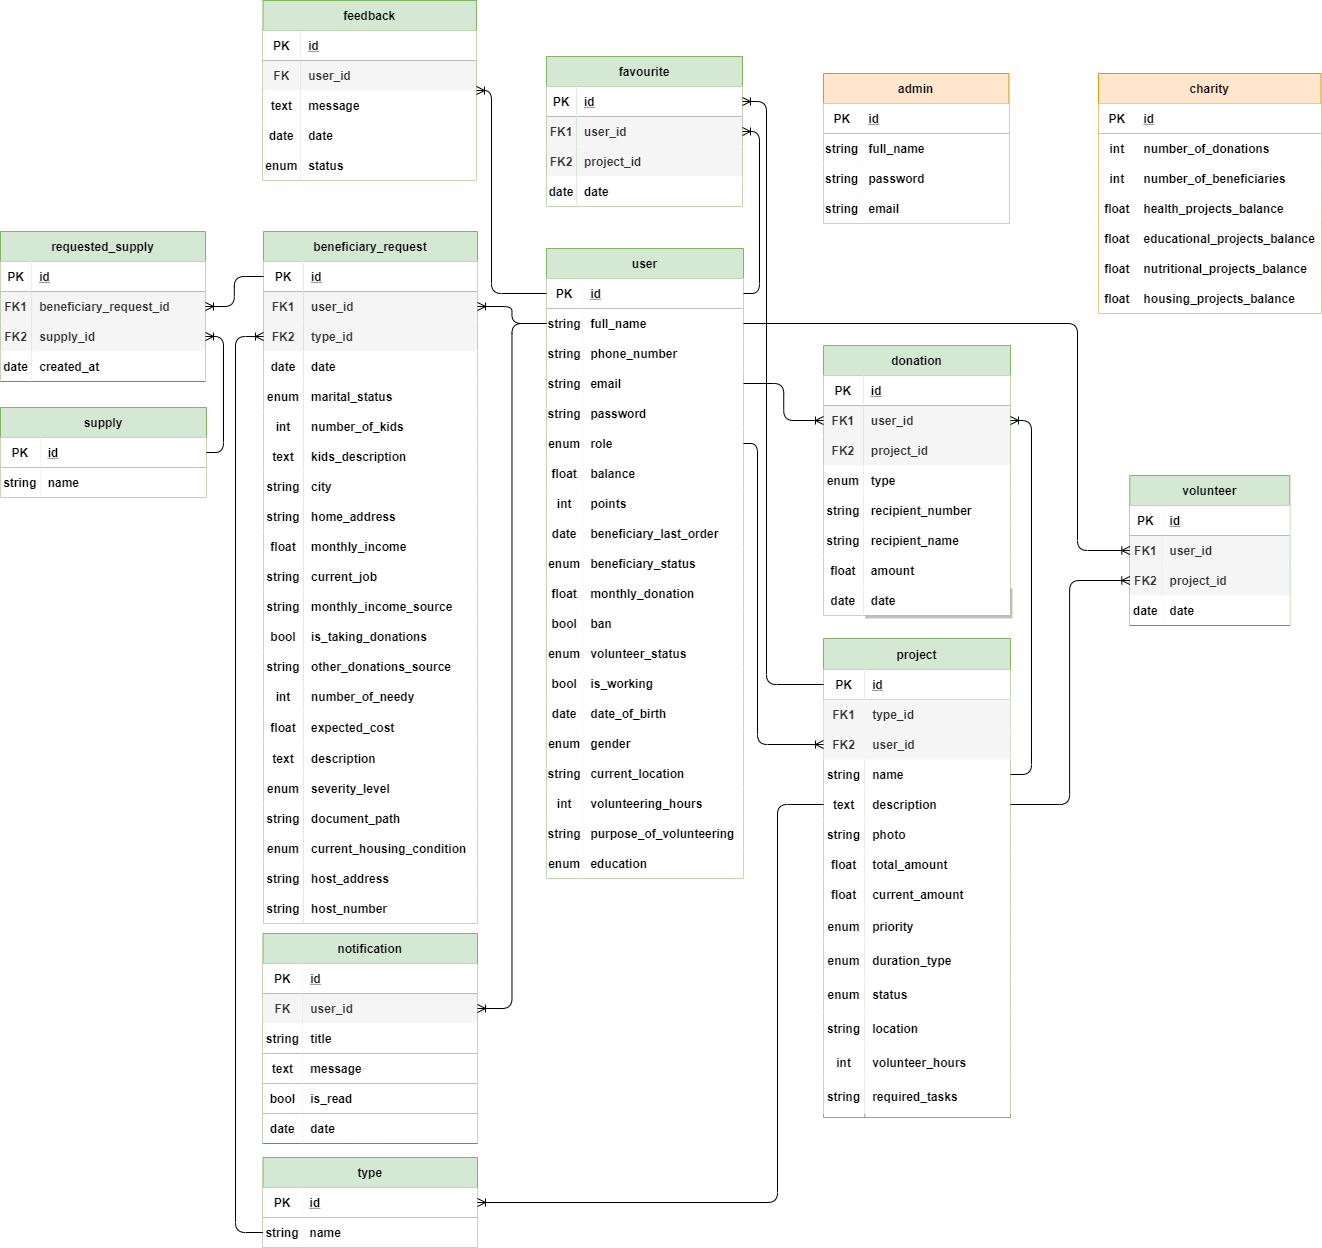 feedback
PK id
FK user_id
text message
date date
enum status
favourite
PK id
FK1 user_id
FK2 project_id
date date
admin
PK id
string full_name
string password
string email
charity
PK id
int number_of_donations
int number_of_beneficiaries
float health_projects_balance
float educational_projects_balance
float nutritional_projects_balance
float housing_projects_balance
requested_supply
PK id
FK1 beneficiary_request_id
FK2 supply_id
date created_at
supply
PK id
string name
beneficiary_request
PK id
FK1 user_id
FK2 type_id
date date
enum marital_status
int number_of_kids
text kids_description
string city
string home_address
float monthly_income
string current_job
string monthly_income_source
bool is_taking_donations
string other_donations_source
int number_of_needy
float expected_cost
text description
enum severity_level
string document_path
enum current_housing_condition
string host_address
string host_number
user
PK id
string full_name
string phone_number
string email
string password
enum role
float balance
int points
date beneficiary_last_order
enum beneficiary_status
float monthly_donation
bool ban
enum volunteer_status
bool is_working
date date_of_birth
enum gender
string current_location
int volunteering_hours
string purpose_of_volunteering
enum education
donation
PK id
FK1 user_id
FK2 project_id
enum type
string recipient_number
string recipient_name
float amount
date date
volunteer
PK id
FK1 user_id
FK2 project_id
date date
project
PK id
FK1 type_id
FK2 user_id
string name
text description
string photo
float total_amount
float current_amount
enum priority
enum duration_type
enum status
string location
int volunteer_hours
string required_tasks
notification
PK id
FK user_id
string title
text message
bool is_read
date date
type
PK id
string name